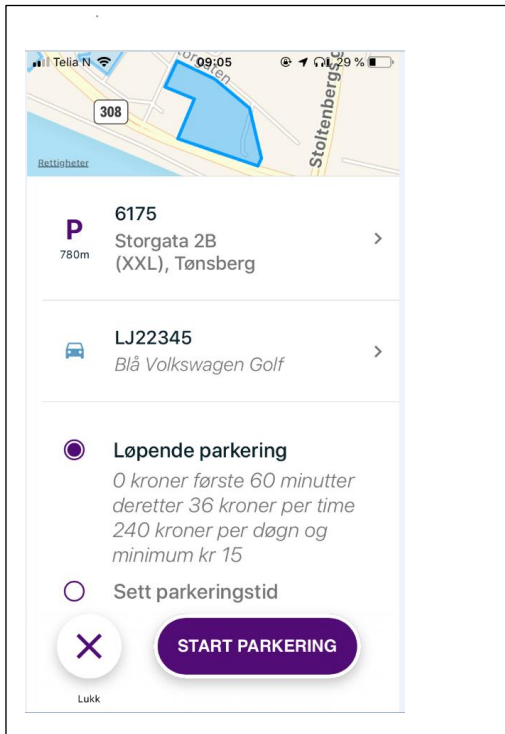 Telia N 09:05 29 %
Storgaten
308
Stoltenbergs g
Rettigheter
P
780m
6175
Storgata 2B
(XXL), Tønsberg
LJ22345
Blå Volkswagen Golf
Løpende parkering
0 kroner første 60 minutter
deretter 36 kroner per time
240 kroner per døgn og
minimum kr 15
Sett parkeringstid
START PARKERING
Lukk